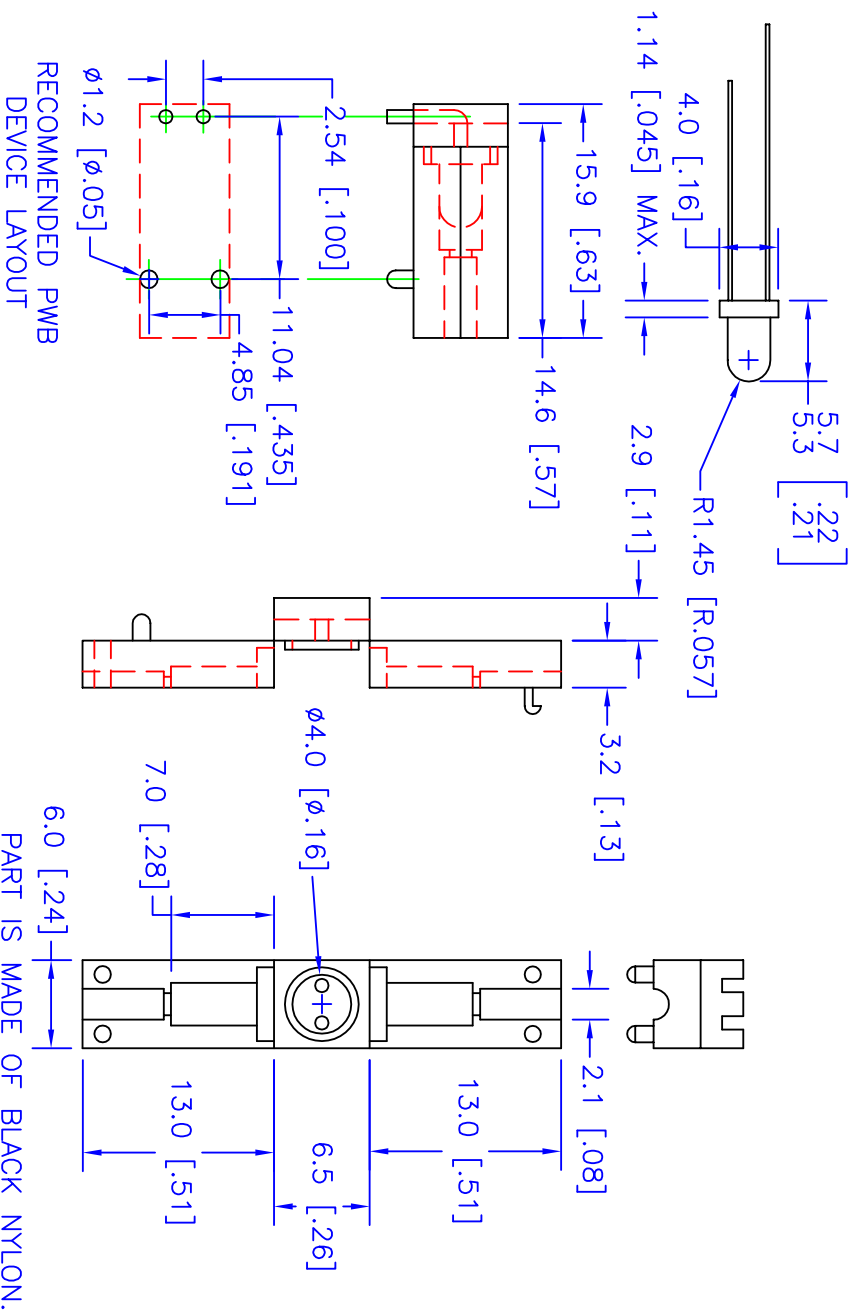 5.7
5.3
[.22
.21]
4.0 [.16]
1.14 [.045] MAX.
R1.45 [R.057]
15.9 [.63]
14.6 [.57]
2.54 [.100]
11.04 [.435]
4.85 [.191]
ø1.2 [ø.05]
RECOMMENDED PWB
DEVICE LAYOUT
2.9 [.11]
3.2 [.13]
ø4.0 [ø.16]
7.0 [.28]
6.0 [.24]
2.1 [.08]
13.0 [.51]
6.5 [.26]
13.0 [.51]
PART IS MADE OF BLACK NYLON.